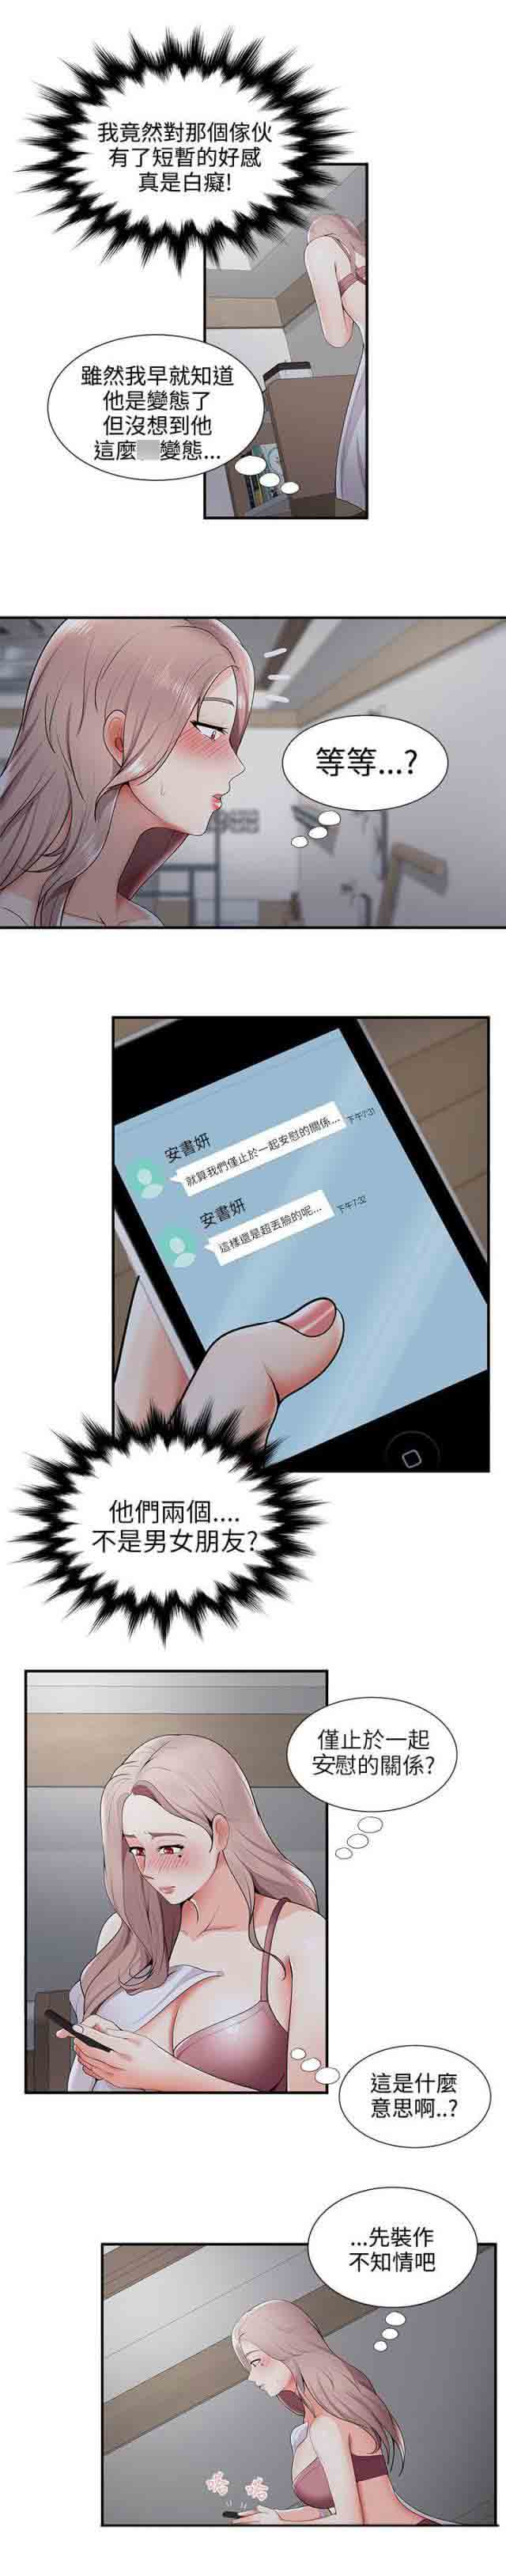 我竟然對那個傢伙
有了短暫的好感
真是白癡!
雖然我早就知道
他是變態了
但沒想到他
這麼 變態...
等等...?
安書妍
就算我們僅止於一起安慰的關係...
下午7:31
安書妍
這樣還是超丟臉的呢...
下午7:32
他們兩個....
不是男女朋友?
僅止於一起
安慰的關係?
這是什麼
意思啊..?
...先裝作
不知情吧
嗒 嗒